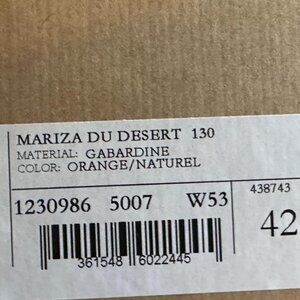 MARIZA DU DESERT 130
MATERIAL: GABARDINE
COLOR: ORANGE/NATUREL
1230986 5007 W53
438743
42
361548 6022445